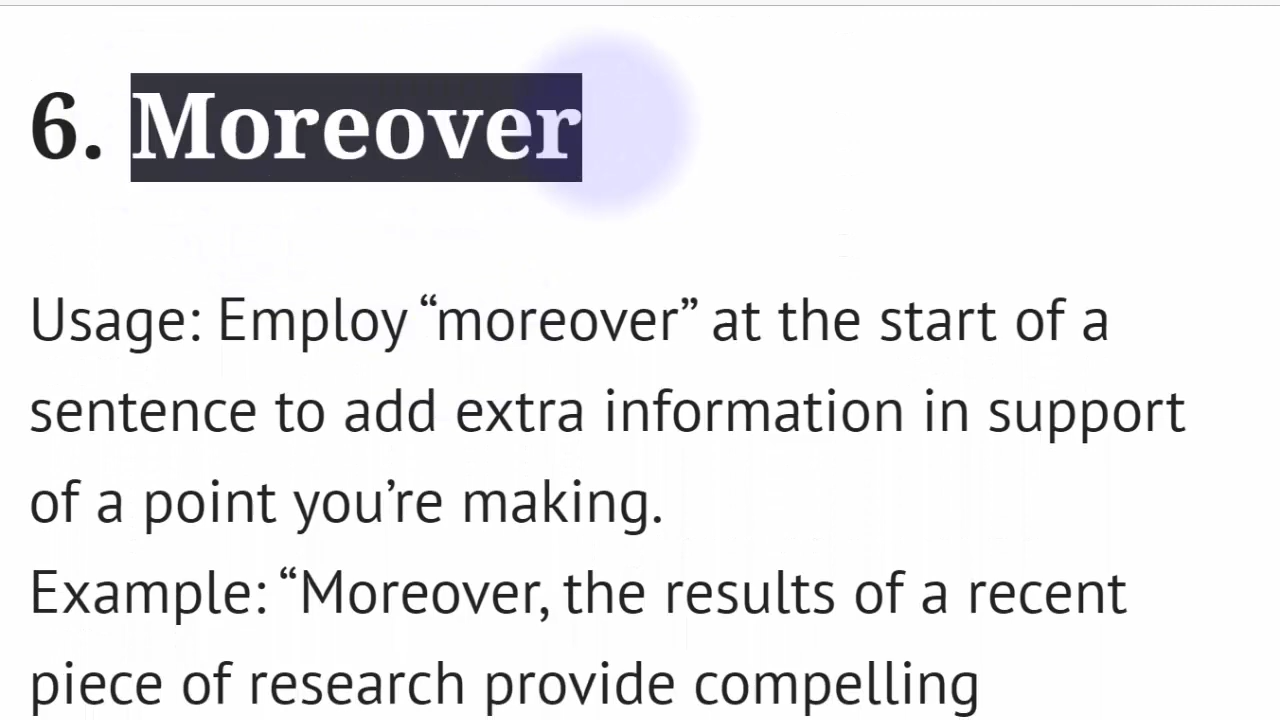 6. Moreover
Usage: Employ “moreover” at the start of a
sentence to add extra information in support
of a point you’re making.
Example: “Moreover, the results of a recent
piece of research provide compelling